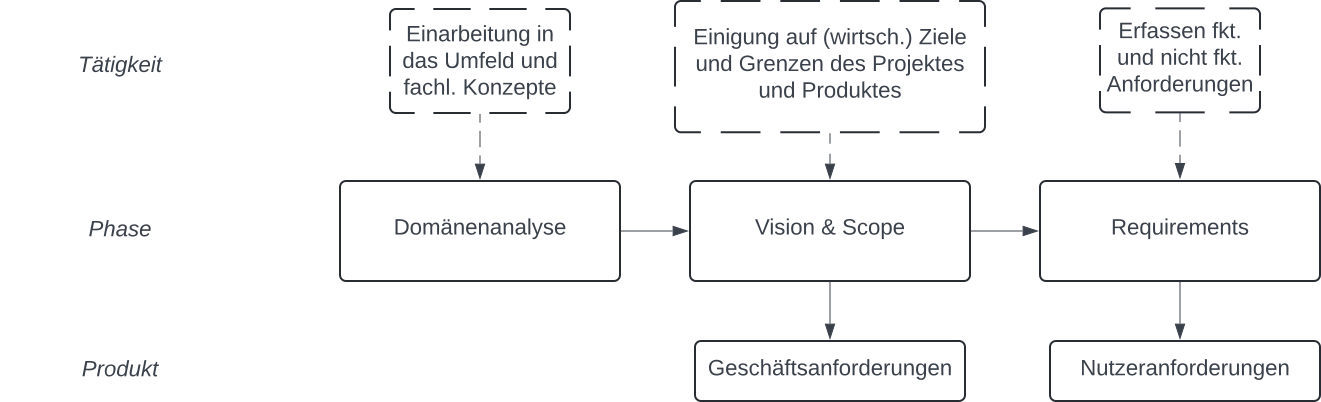 Tätigkeit
Einarbeitung in
das Umfeld und
fachl. Konzepte
Einigung auf (wirtsch.) Ziele
und Grenzen des Projektes
und Produktes
Erfassen fkt.
und nicht fkt.
Anforderungen
Phase
Domänenanalyse
Vision & Scope
Requirements
Produkt
Geschäftsanforderungen
Nutzeranforderungen